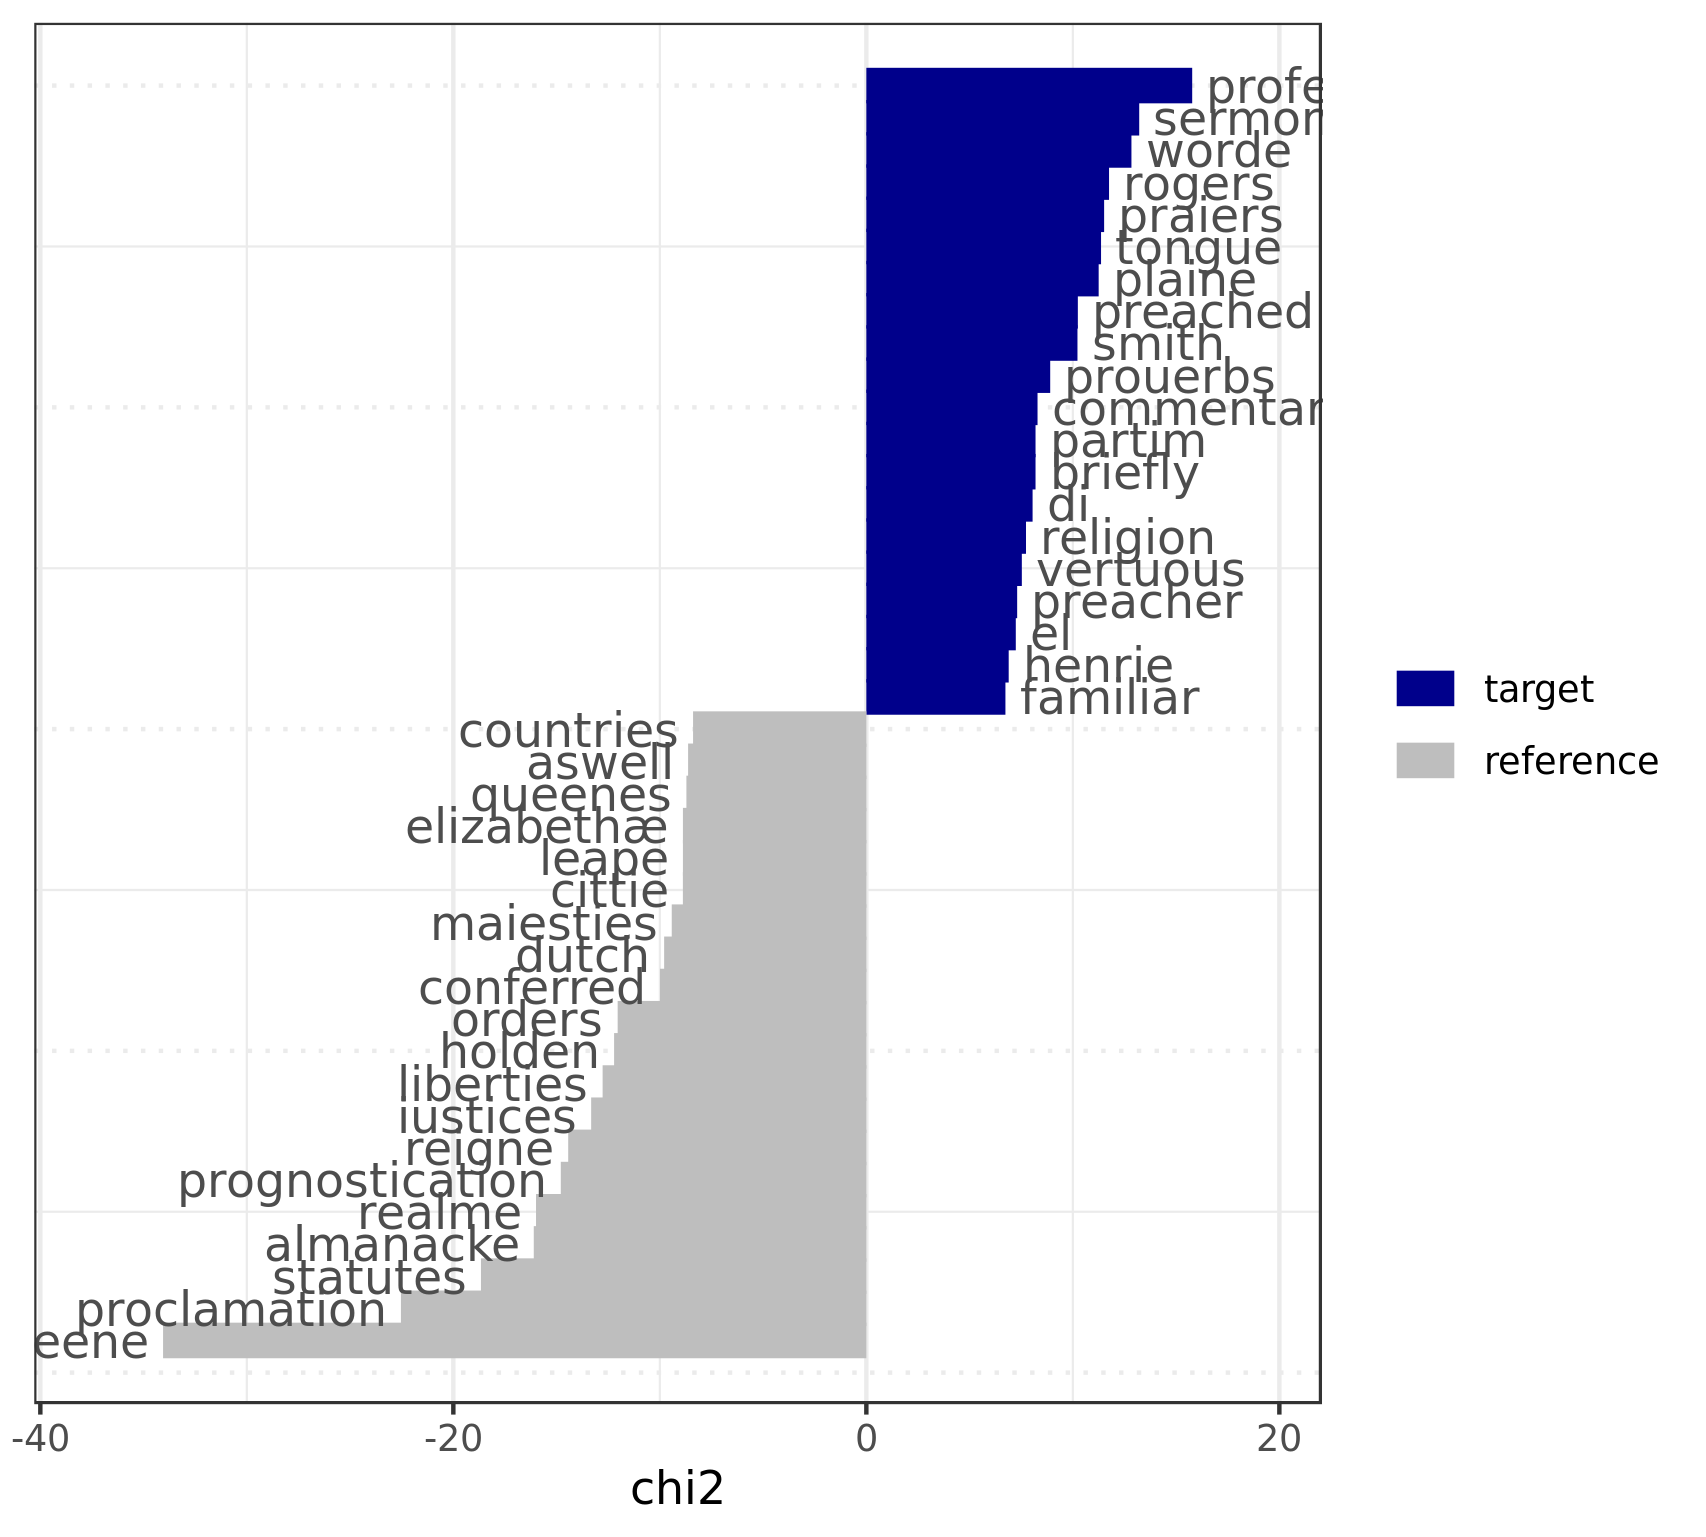 profe
sermon
worde
rogers
praiers
tongue
plaine
preached
smith
prouerbs
commentar
partim
briefly
di
religion
vertuous
preacher
el
henrie
familiar
target
reference
countries
aswell
queenes
elizabethæ
leape
cittie
maiesties
dutch
conferred
orders
holden
liberties
iustices
reigne
prognostication
realme
almanacke
statutes
proclamation
eene
-40 -20 0 20
chi2